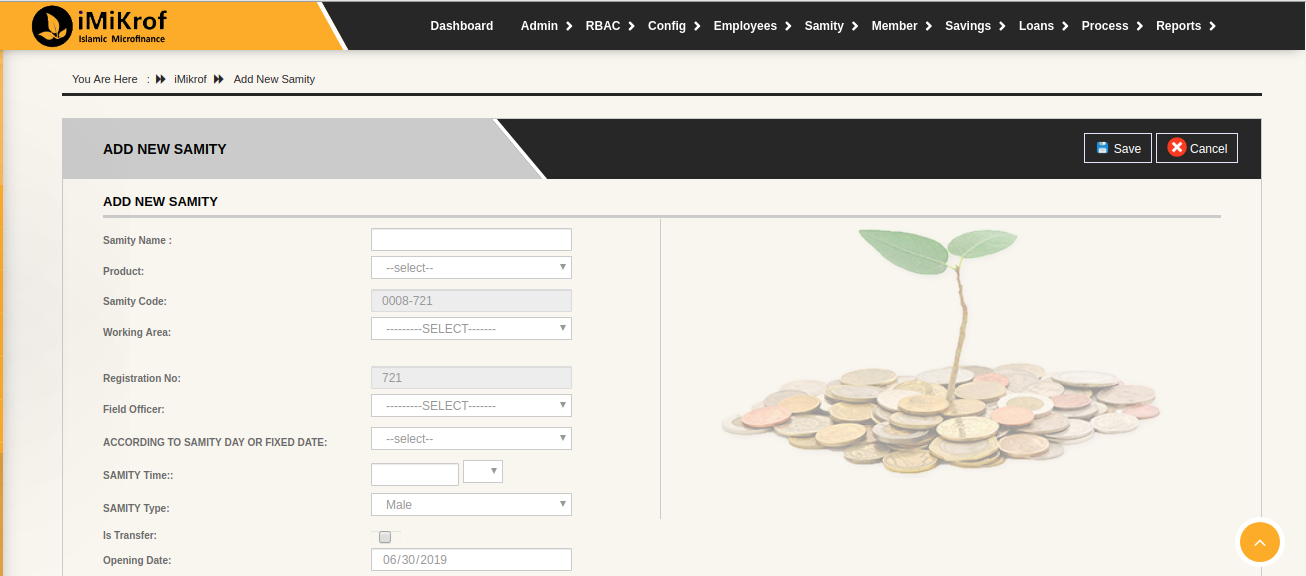 iMiKrof
Islamic Microfinance
Dashboard Admin RBAC Config Employees Samity Member Savings Loans Process Reports
You Are Here : iMikrof Add New Samity
ADD NEW SAMITY
Save Cancel
ADD NEW SAMITY
Samity Name :
Product: --select--
Samity Code: 0008-721
Working Area: ---------SELECT-------
Registration No: 721
Field Officer: ---------SELECT-------
ACCORDING TO SAMITY DAY OR FIXED DATE: --select--
SAMITY Time::
SAMITY Type: Male
Is Transfer:
Opening Date: 06/30/2019